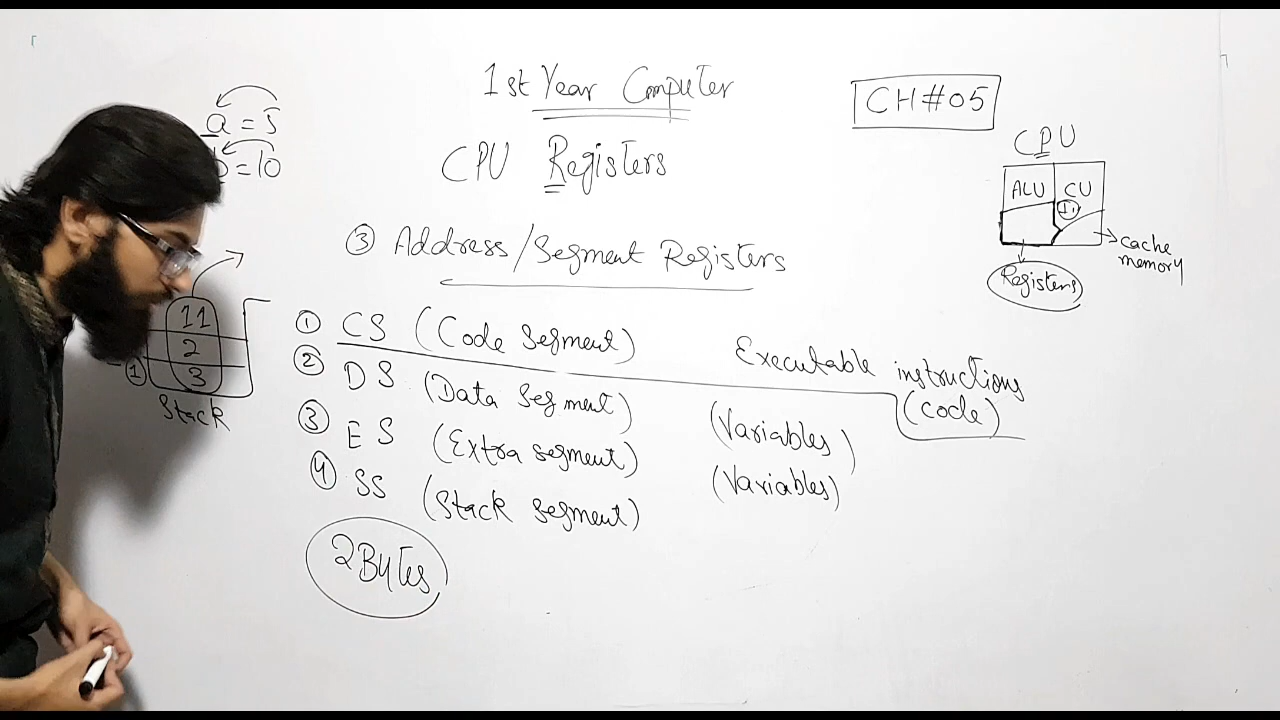 1st Year Computer
CH#05
a = 5
b = 10
CPU Registers
CPU
ALU CU
I1
cache
memory
Registers
③ Address/Segment Registers
① CS (Code Segment) Executable instructions
(code)
② DS (Data Segment) (Variables)
③ ES (Extra segment) (Variables)
④ SS (Stack segment)
2Bytes
11
2
① 3
Stack